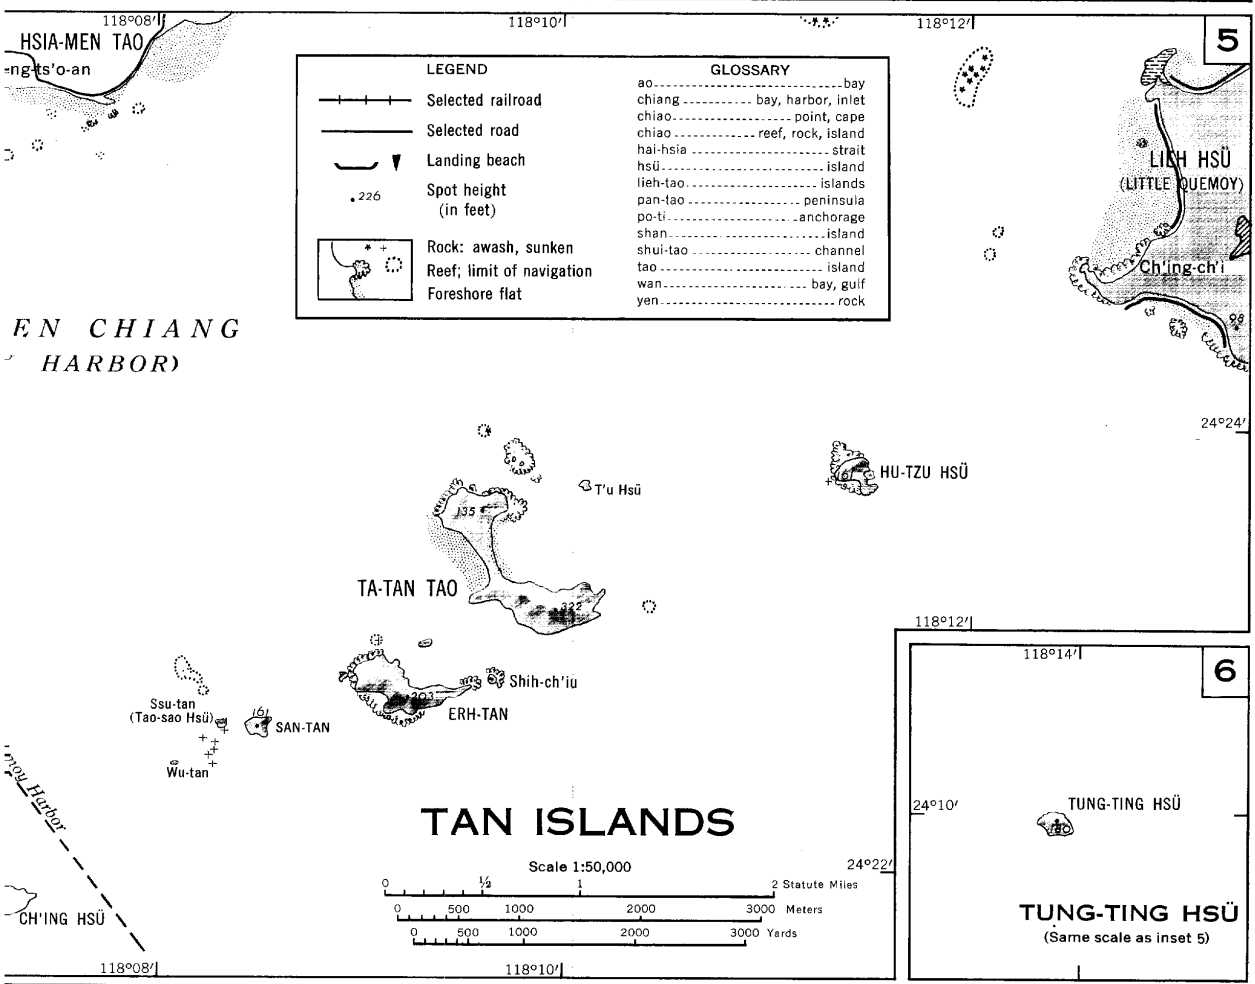 118°08'
118°10'
118°12'
5
HSIA-MEN TAO
-ng-ts'o-an
LEGEND
Selected railroad
Selected road
Landing beach
.226
Spot height
(in feet)
Rock: awash, sunken
Reef; limit of navigation
Foreshore flat
GLOSSARY
ao bay
chiang bay, harbor, inlet
chiao point, cape
chiao reef, rock, island
hai-hsia strait
hsü island
lieh-tao islands
pan-tao peninsula
po-ti anchorage
shan island
shui-tao channel
tao island
wan bay, gulf
yen rock
LIEH HSÜ
(LITTLE QUEMOY)
Ch'ing-ch'i
98
EN CHIANG
HARBOR)
24°24'
HU-TZU HSÜ
T'u Hsü
135
TA-TAN TAO
322
118°12'
118°14'
6
Shih-ch'iu
203
ERH-TAN
Ssu-tan
(Tao-sao Hsü)
161
SAN-TAN
Wu-tan
moy Harbor
24°10'
TUNG-TING HSÜ
TAN ISLANDS
Scale 1:50,000
24°22'
0 ½ 1 2 Statute Miles
0 500 1000 2000 3000 Meters
0 500 1000 2000 3000 Yards
CH'ING HSÜ
TUNG-TING HSÜ
(Same scale as inset 5)
118°08'
118°10'